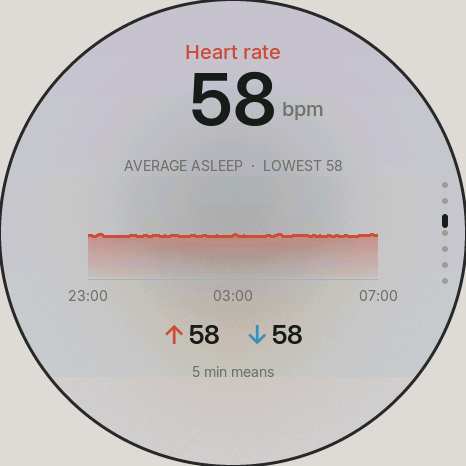 Heart rate
58 bpm
AVERAGE ASLEEP · LOWEST 58
23:00 03:00 07:00
↑58 ↓58
5 min means